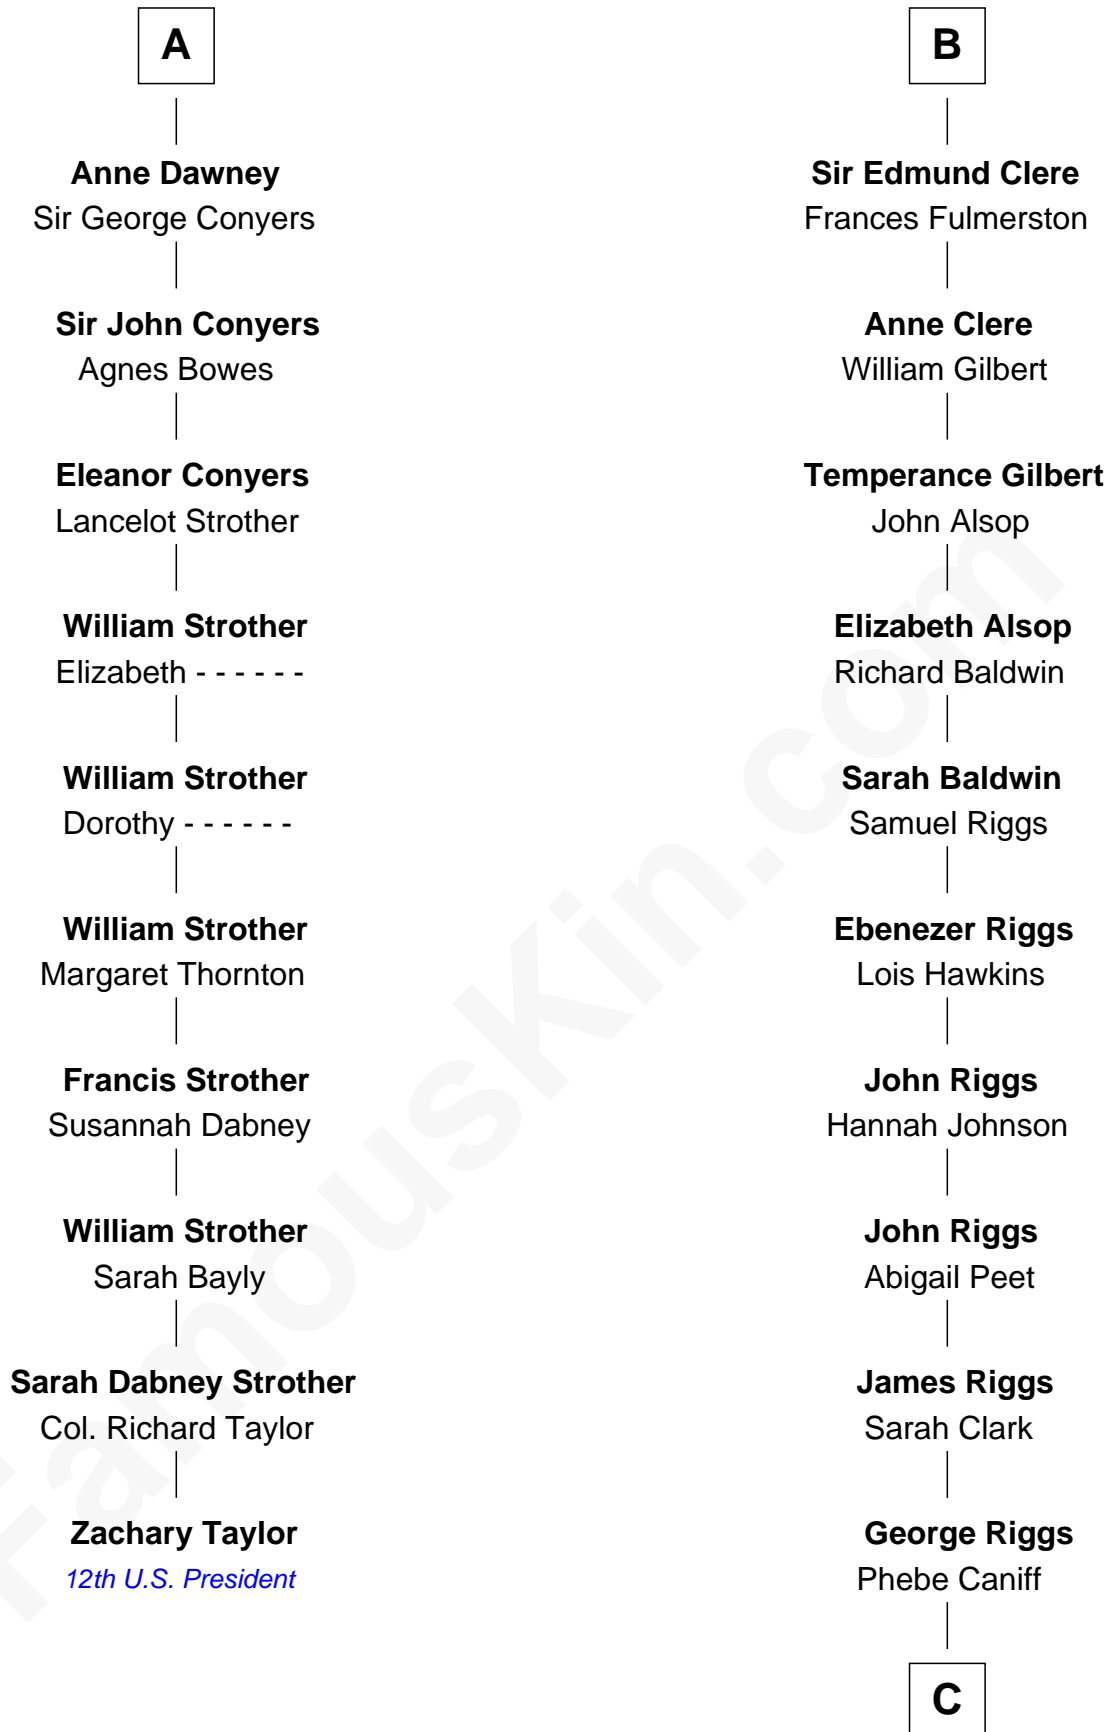 A
Anne Dawney
Sir George Conyers
Sir John Conyers
Agnes Bowes
Eleanor Conyers
Lancelot Strother
William Strother
Elizabeth - - - - - -
William Strother
Dorothy - - - - - -
William Strother
Margaret Thornton
Francis Strother
Susannah Dabney
William Strother
Sarah Bayly
Sarah Dabney Strother
Col. Richard Taylor
Zachary Taylor
12th U.S. President
B
Sir Edmund Clere
Frances Fulmerston
Anne Clere
William Gilbert
Temperance Gilbert
John Alsop
Elizabeth Alsop
Richard Baldwin
Sarah Baldwin
Samuel Riggs
Ebenezer Riggs
Lois Hawkins
John Riggs
Hannah Johnson
John Riggs
Abigail Peet
James Riggs
Sarah Clark
George Riggs
Phebe Caniff
C
FamousKin.com